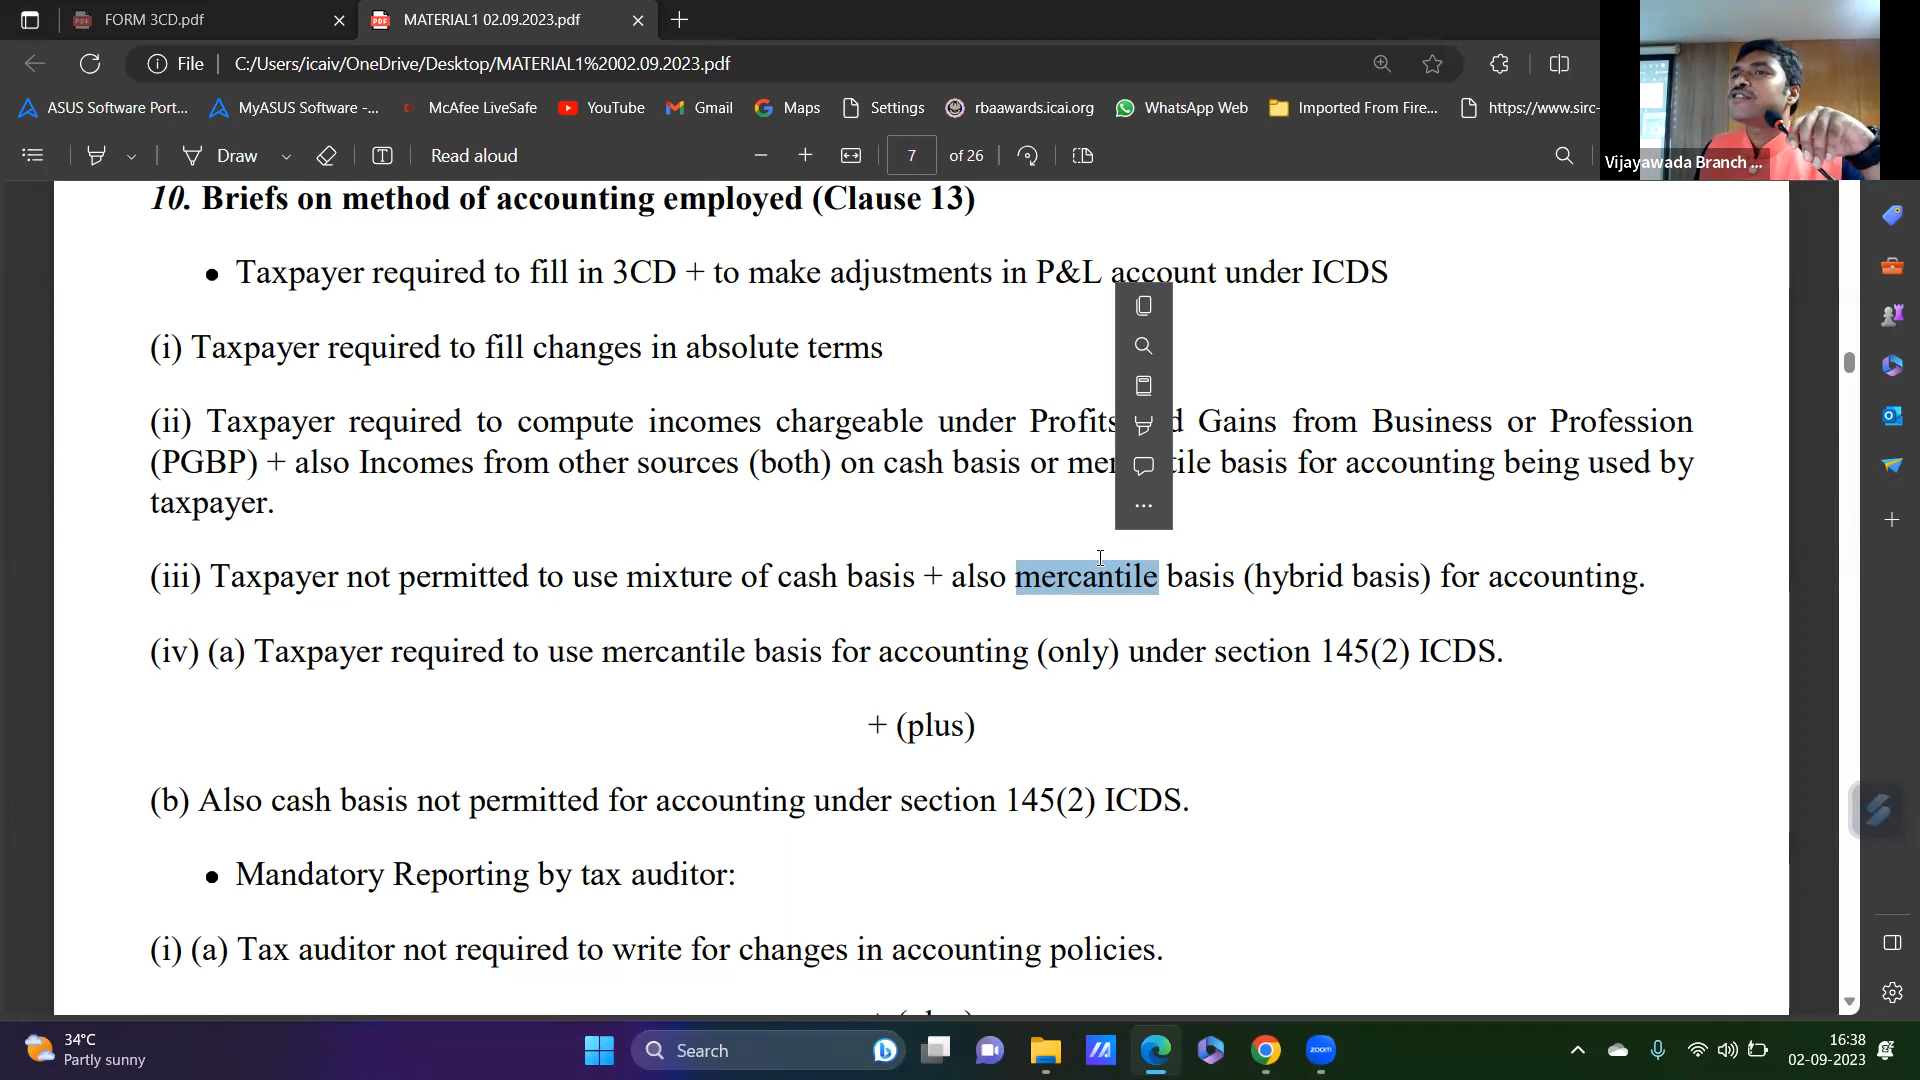 FORM 3CD.pdf
MATERIAL1 02.09.2023.pdf
File
C:/Users/icaiv/OneDrive/Desktop/MATERIAL1%2002.09.2023.pdf
ASUS Software Port... MyASUS Software -... McAfee LiveSafe YouTube Gmail Maps Settings rbaawards.icai.org WhatsApp Web Imported From Fire... https://www.sirc-
Draw Read aloud 7 of 26
Vijayawada Branch ...
10. Briefs on method of accounting employed (Clause 13)
• Taxpayer required to fill in 3CD + to make adjustments in P&L account under ICDS
(i) Taxpayer required to fill changes in absolute terms
(ii) Taxpayer required to compute incomes chargeable under Profits d Gains from Business or Profession
(PGBP) + also Incomes from other sources (both) on cash basis or mer tile basis for accounting being used by
taxpayer.
(iii) Taxpayer not permitted to use mixture of cash basis + also mercantile basis (hybrid basis) for accounting.
(iv) (a) Taxpayer required to use mercantile basis for accounting (only) under section 145(2) ICDS.
+ (plus)
(b) Also cash basis not permitted for accounting under section 145(2) ICDS.
• Mandatory Reporting by tax auditor:
(i) (a) Tax auditor not required to write for changes in accounting policies.
34°C
Partly sunny
Search
zoom
16:38
02-09-2023